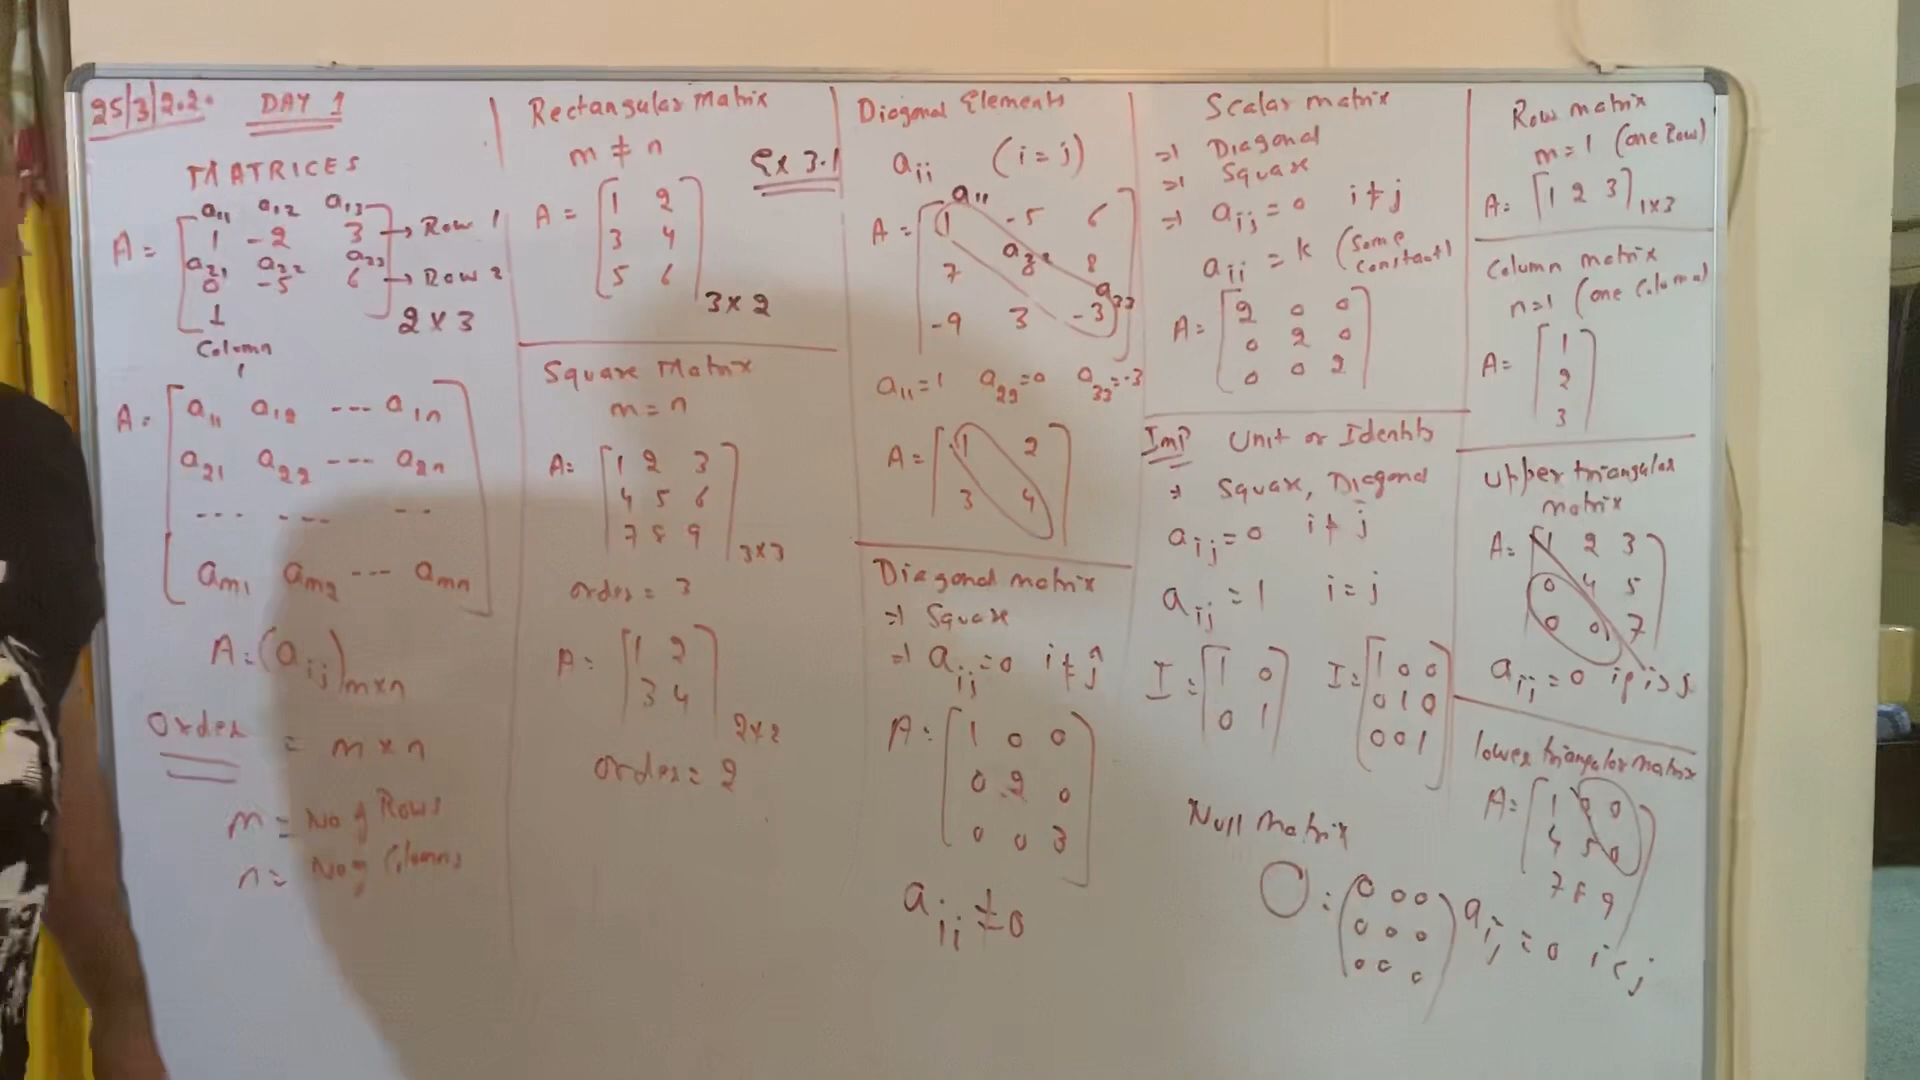 25/3/2020 DAY 1
MATRICES
a11 a12 a13
A = [ 1 -2 3 ] → Row 1
a21 a22 a23
0 -5 6 → Row 2
1 2 x 3
Column
1
A = [ a11 a12 --- a1n
a21 a22 --- a2n
--- --- --
am1 am2 --- amn ]
A = (aij)mxn
Order = m x n
m = No of Rows
n = No of Columns
Rectangular Matrix
m ≠ n Ex 3.1
A = [ 1 2
3 4
5 6 ] 3 x 2
Square Matrix
m = n
A = [ 1 2 3
4 5 6
7 8 9 ] 3x3
order = 3
A = [ 1 2
3 4 ] 2x2
order = 2
Diagonal Elements
aii (i = j)
a11
A = [ 1 -5 6
7 a22 8
0 a33
-9 3 -3 ]
a11 = 1 a22 = 0 a33 = -3
A = [ 1 2
3 4 ]
Diagonal matrix
⇒ Square
⇒ aij = 0 i ≠ j
A = [ 1 0 0
0 2 0
0 0 3 ]
aii ≠ 0
Scalar matrix
⇒ Diagonal
⇒ Square
⇒ aij = 0 i ≠ j
aii = k (some
constant)
A = [ 2 0 0
0 2 0
0 0 2 ]
Imp Unit or Identity
⇒ Square, Diagonal
aij = 0 i ≠ j
aij = 1 i = j
I = [ 1 0 I = [ 1 0 0
0 1 ] 0 1 0
0 0 1 ]
Null matrix
O = ( 0 0 0
0 0 0
0 0 0 )
Row matrix
m = 1 (one Row)
A = [ 1 2 3 ] 1x3
Column matrix
n = 1 (one Column)
A = [ 1
2
3 ]
Upper triangular
matrix
A = [ 1 2 3
0 4 5
0 0 7 ]
aij = 0 if i > j
lower triangular matrix
A = [ 1 0 0
4 5 0
7 8 9 ]
aij = 0 i < j